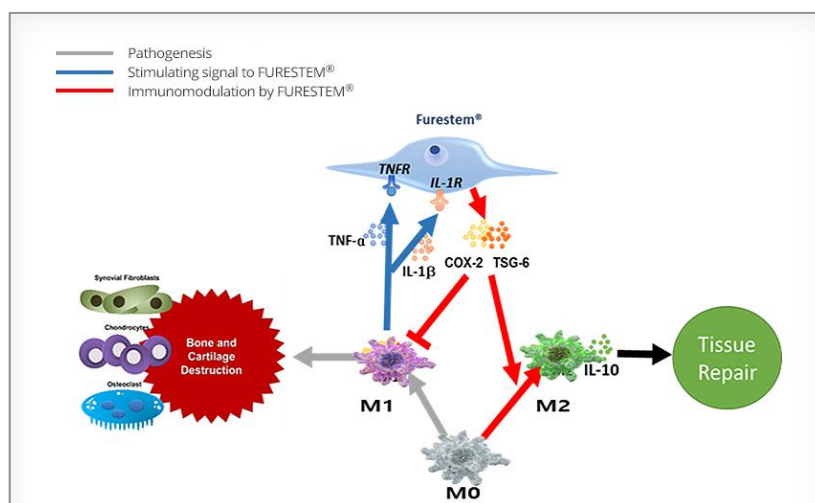 Pathogenesis
Stimulating signal to FURESTEM®
Immunomodulation by FURESTEM®
Furestem®
TNFR
IL-1R
TNF-α
IL-1β
COX-2 TSG-6
Synovial Fibroblasts
Chondrocytes
Osteoclast
Bone and
Cartilage
Destruction
M1
M2
IL-10
Tissue
Repair
M0